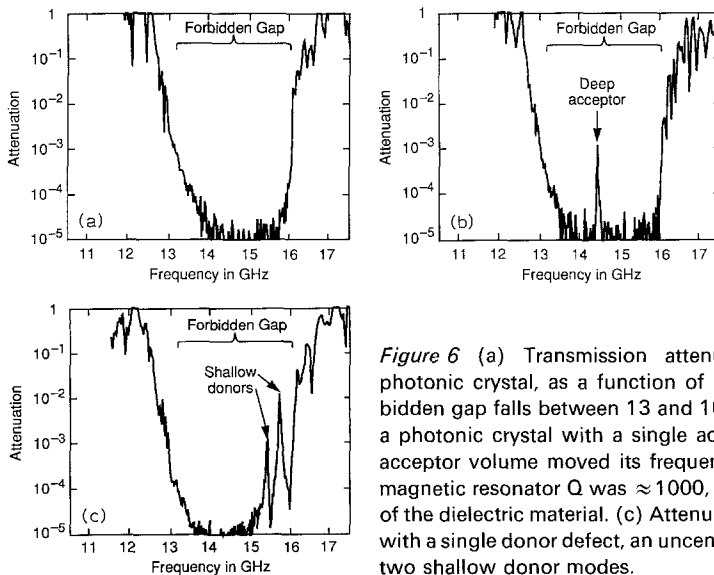 1
10⁻¹
10⁻²
10⁻³
10⁻⁴
10⁻⁵
Attenuation
Forbidden Gap
(a)
11 12 13 14 15 16 17
Frequency in GHz
1
10⁻¹
10⁻²
10⁻³
10⁻⁴
10⁻⁵
Attenuation
Forbidden Gap
Deep
acceptor
(b)
11 12 13 14 15 16 17
Frequency in GHz
1
10⁻¹
10⁻²
10⁻³
10⁻⁴
10⁻⁵
Attenuation
Forbidden Gap
Shallow
donors
(c)
11 12 13 14 15 16 17
Frequency in GHz
Figure 6 (a) Transmission attenu
photonic crystal, as a function of
bidden gap falls between 13 and 1
a photonic crystal with a single ac
acceptor volume moved its frequen
magnetic resonator Q was ≈1000,
of the dielectric material. (c) Attenu
with a single donor defect, an uncen
two shallow donor modes.